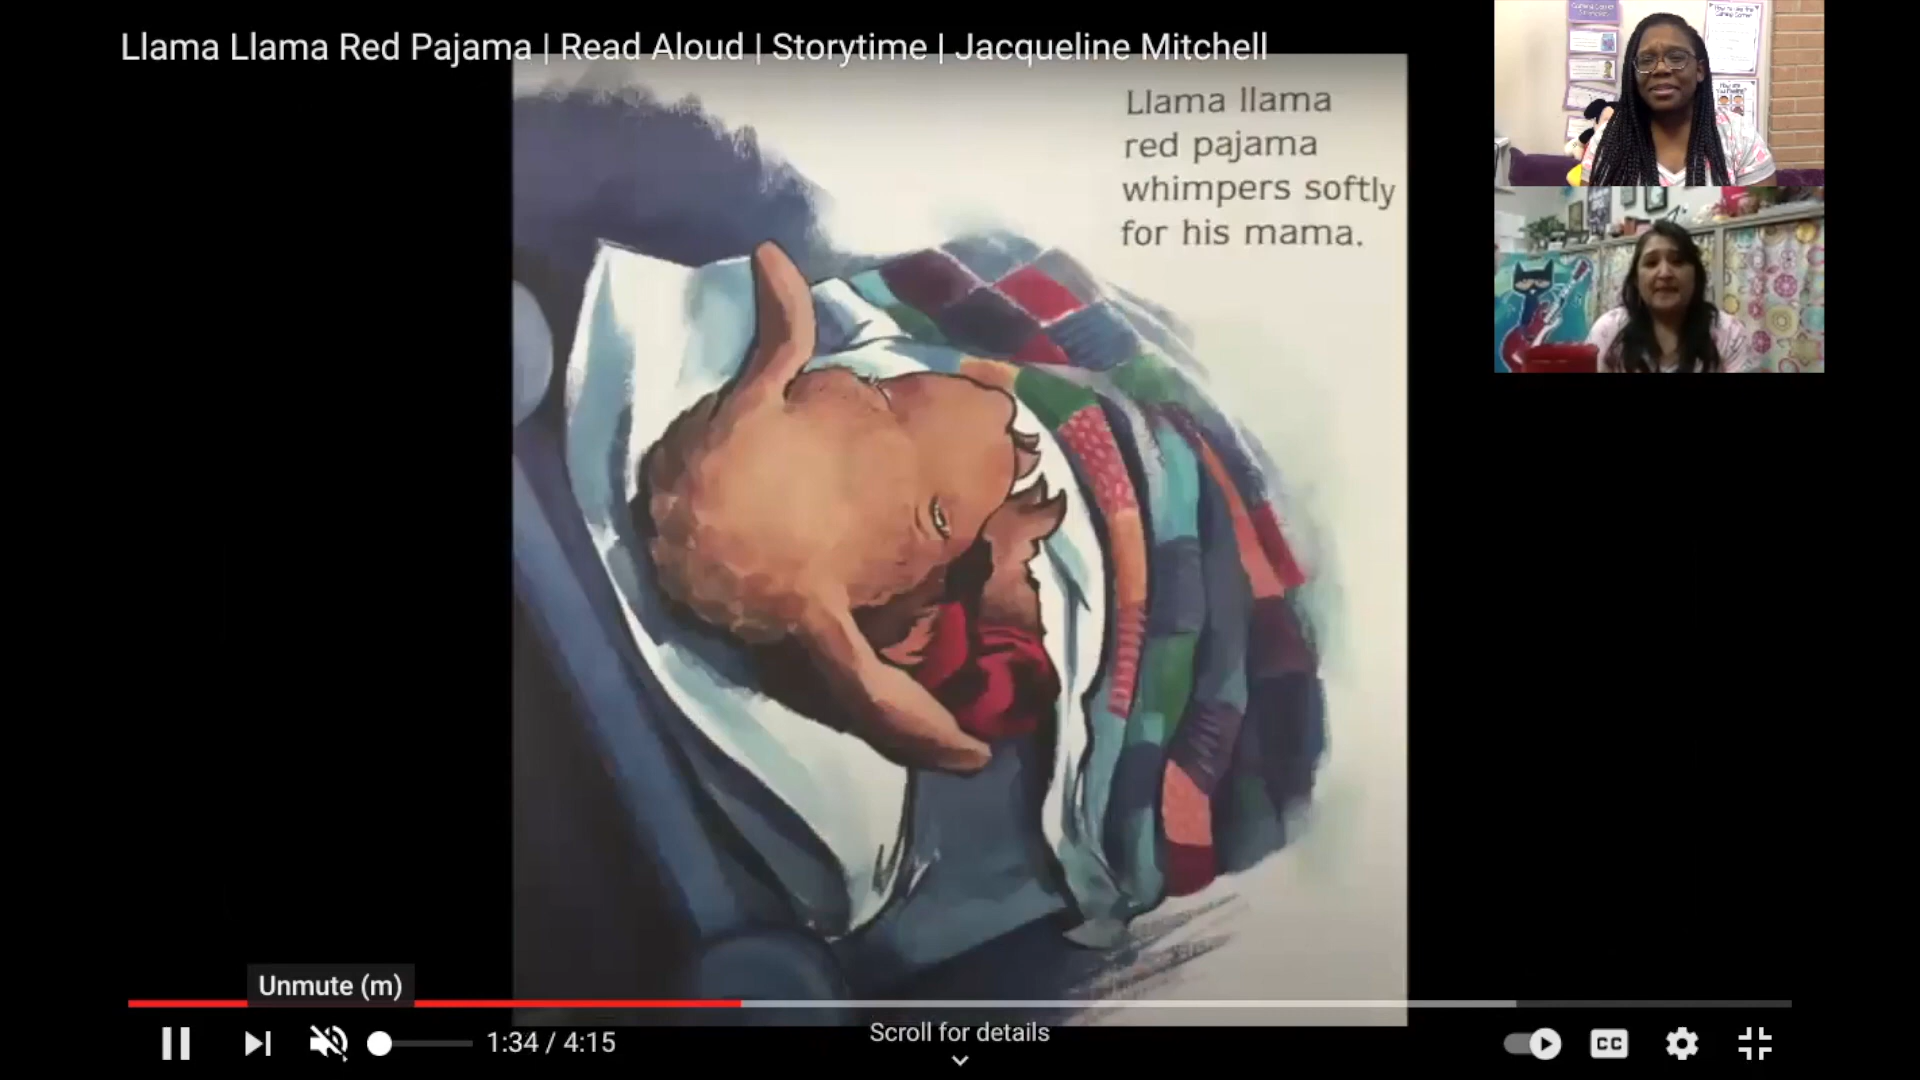 Llama Llama Red Pajama | Read Aloud | Storytime | Jacqueline Mitchell
Llama llama
red pajama
whimpers softly
for his mama.
Unmute (m)
1:34 / 4:15
Scroll for details
CC